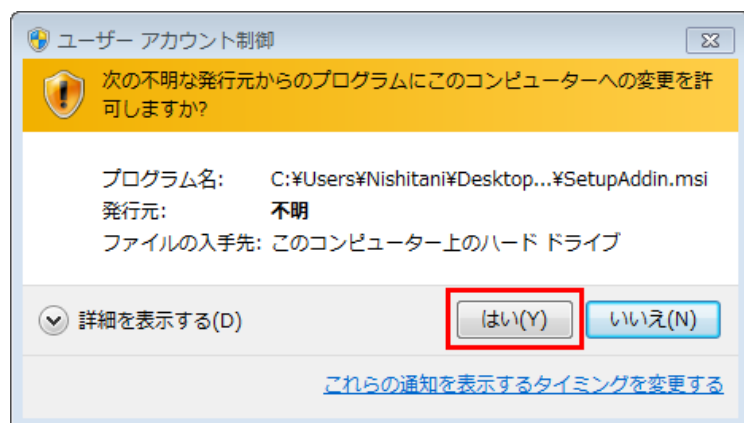 ユーザー アカウント制御
次の不明な発行元からのプログラムにこのコンピューターへの変更を許
可しますか?
プログラム名: C:¥Users¥Nishitani¥Desktop...¥SetupAddin.msi
発行元: 不明
ファイルの入手先: このコンピューター上のハード ドライブ
詳細を表示する(D) はい(Y) いいえ(N)
これらの通知を表示するタイミングを変更する